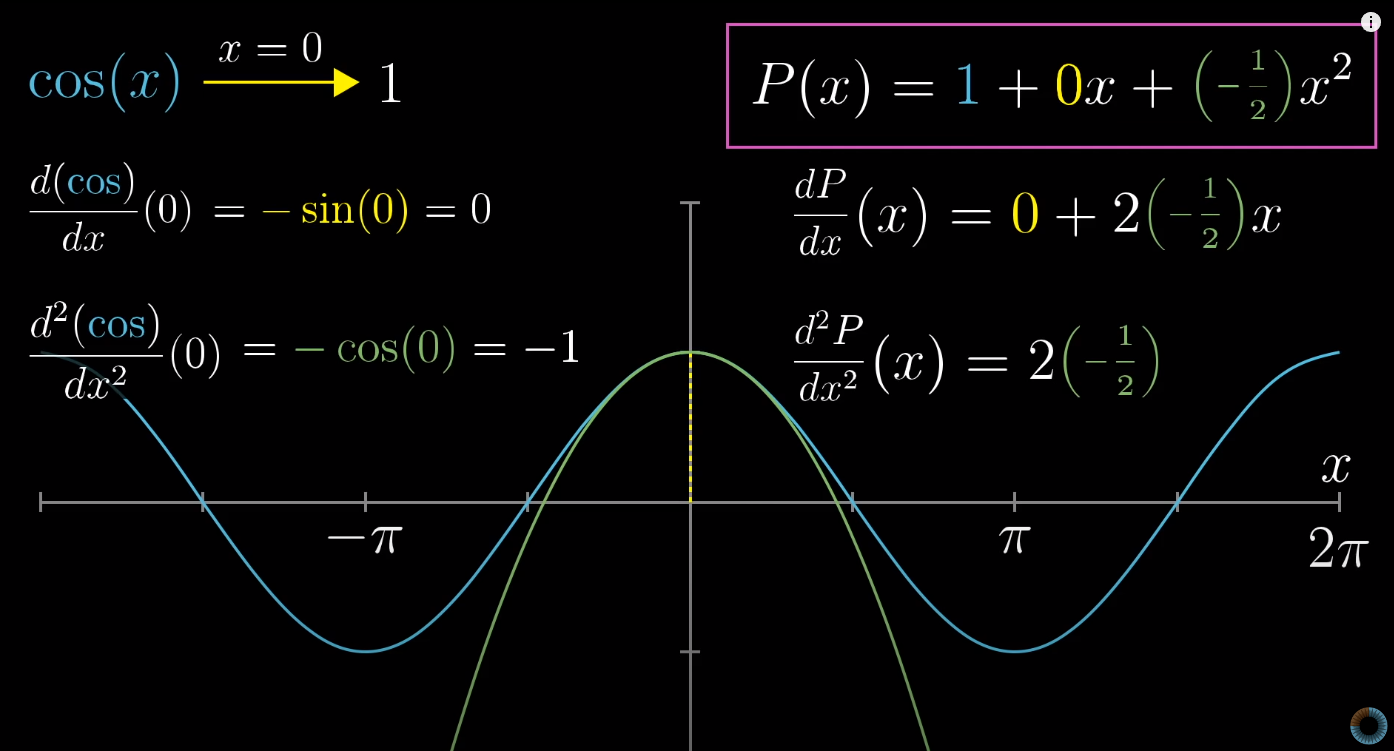 cos(x) x = 0 1
d(cos)/dx (0) = − sin(0) = 0
d²(cos)/dx² (0) = − cos(0) = −1
P(x) = 1 + 0x + (−1/2)x²
dP/dx (x) = 0 + 2(−1/2)x
d²P/dx² (x) = 2(−1/2)
x
−π π 2π
i